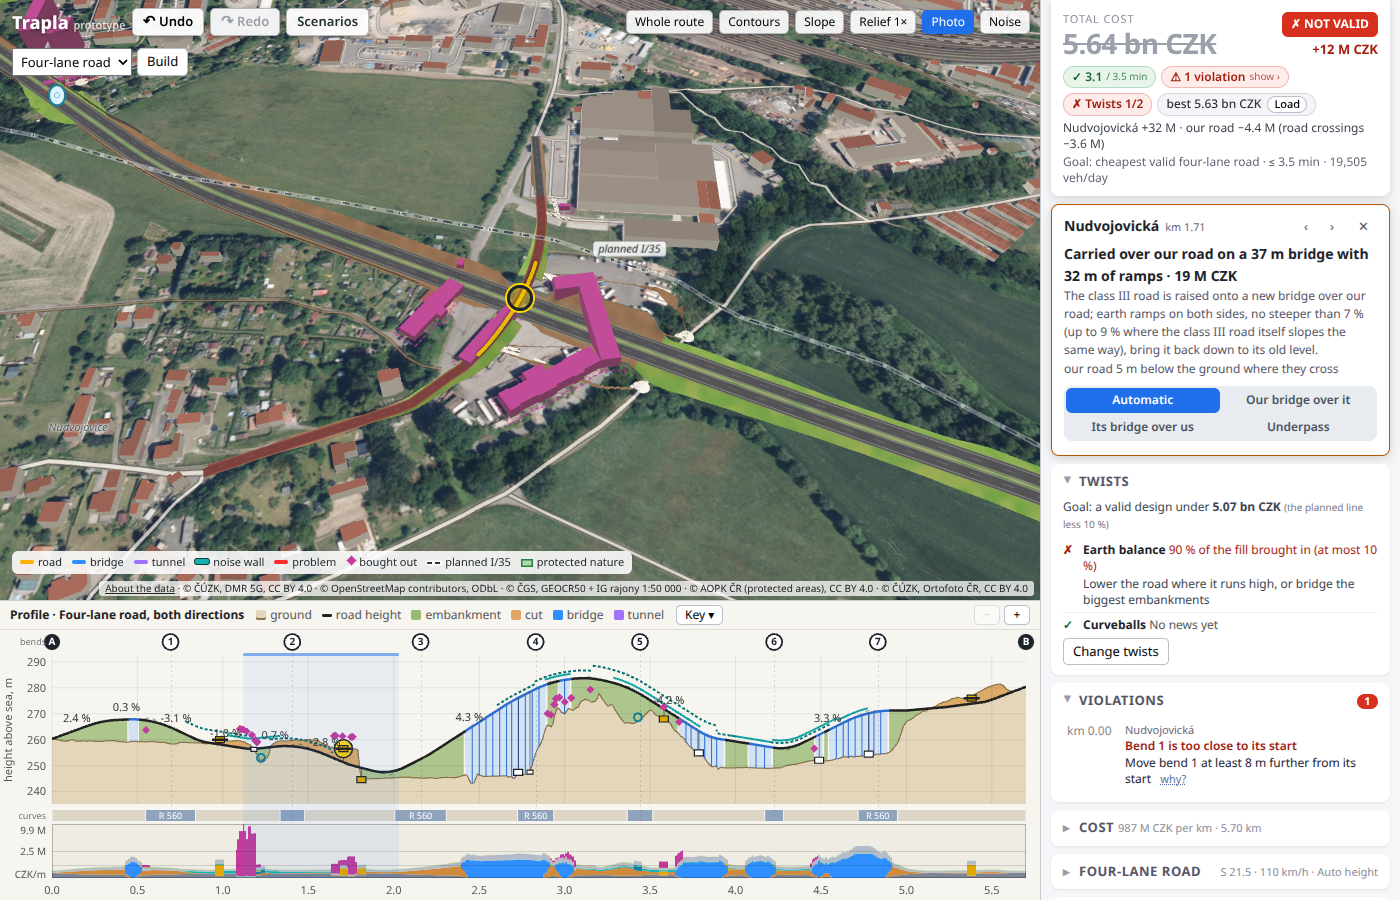 Trapla prototype
↶ Undo
↷ Redo
Scenarios
Whole route
Contours
Slope
Relief 1×
Photo
Noise
Four-lane road
Build
planned I/35
Nudvojovice
road
bridge
tunnel
noise wall
problem
bought out
planned I/35
protected nature
About the data · © ČÚZK, DMR 5G, CC BY 4.0 · © OpenStreetMap contributors, ODbL · © ČGS, GEOCR50 + IG rajony 1:50 000 · © AOPK ČR (protected areas), CC BY 4.0 · © ČÚZK, Ortofoto ČR, CC BY 4.0
Profile · Four-lane road, both directions
ground
road height
embankment
cut
bridge
tunnel
Key ▾
−
+
bends
A
1
2
3
4
5
6
7
B
height above sea, m
290
280
270
260
250
240
2.4 %
0.3 %
-3.1 %
0.7 %
4.3 %
3.3 %
curves
R 560
R 560
R 560
R 560
9.9 M
2.5 M
CZK/m
0.0
0.5
1.0
1.5
2.0
2.5
3.0
3.5
4.0
4.5
5.0
5.5
TOTAL COST
5.64 bn CZK
✗ NOT VALID
+12 M CZK
✓ 3.1 / 3.5 min
⚠ 1 violation show ›
✗ Twists 1/2
best 5.63 bn CZK
Load
Nudvojovická +32 M · our road −4.4 M (road crossings
−3.6 M)
Goal: cheapest valid four-lane road · ≤ 3.5 min · 19,505
veh/day
Nudvojovická km 1.71
‹
›
✕
Carried over our road on a 37 m bridge with
32 m of ramps · 19 M CZK
The class III road is raised onto a new bridge over our
road; earth ramps on both sides, no steeper than 7 %
(up to 9 % where the class III road itself slopes the
same way), bring it back down to its old level.
our road 5 m below the ground where they cross
Automatic
Our bridge over it
Its bridge over us
Underpass
TWISTS
Goal: a valid design under 5.07 bn CZK (the planned line
less 10 %)
✗ Earth balance 90 % of the fill brought in (at most 10
%)
Lower the road where it runs high, or bridge the
biggest embankments
✓ Curveballs No news yet
Change twists
VIOLATIONS
1
km 0.00
Nudvojovická
Bend 1 is too close to its start
Move bend 1 at least 8 m further from its
start why?
COST 987 M CZK per km · 5.70 km
FOUR-LANE ROAD
S 21.5 · 110 km/h · Auto height